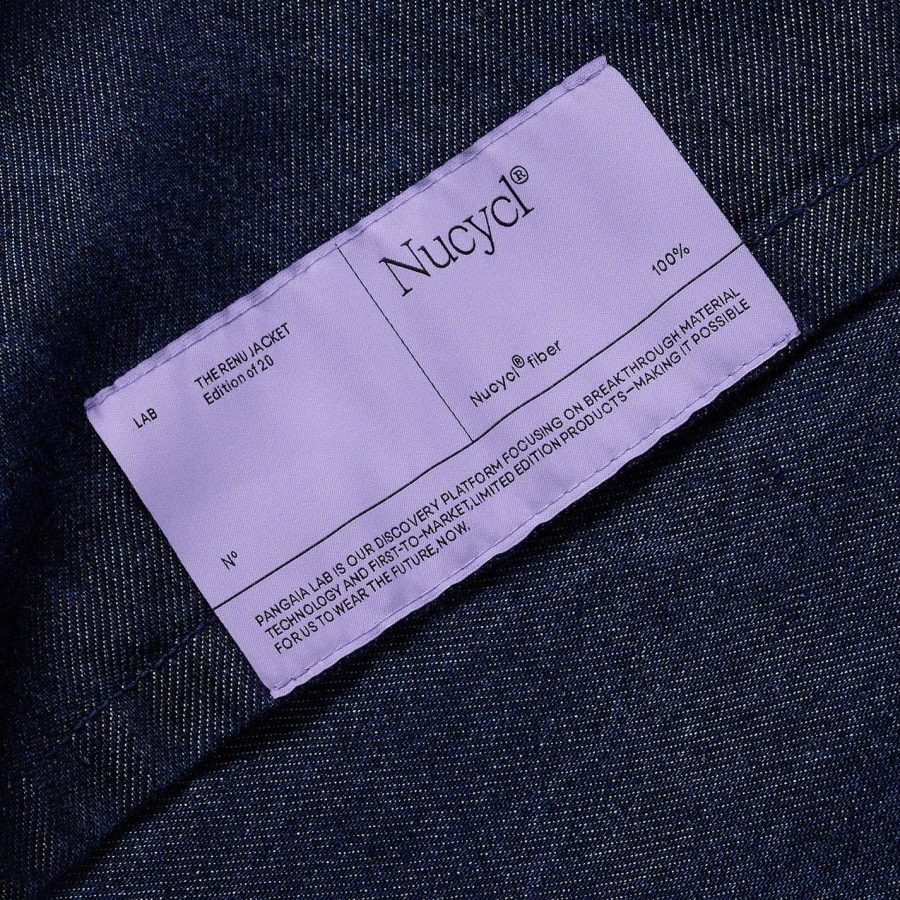 LAB
THE RENU JACKET
Edition of 20
Nº
Nucycl®
Nucycl® fiber
100%
PANGAIA LAB IS OUR DISCOVERY PLATFORM FOCUSING ON BREAKTHROUGH MATERIAL
TECHNOLOGY AND FIRST-TO-MARKET, LIMITED EDITION PRODUCTS—MAKING IT POSSIBLE
FOR US TO WEAR THE FUTURE, NOW.